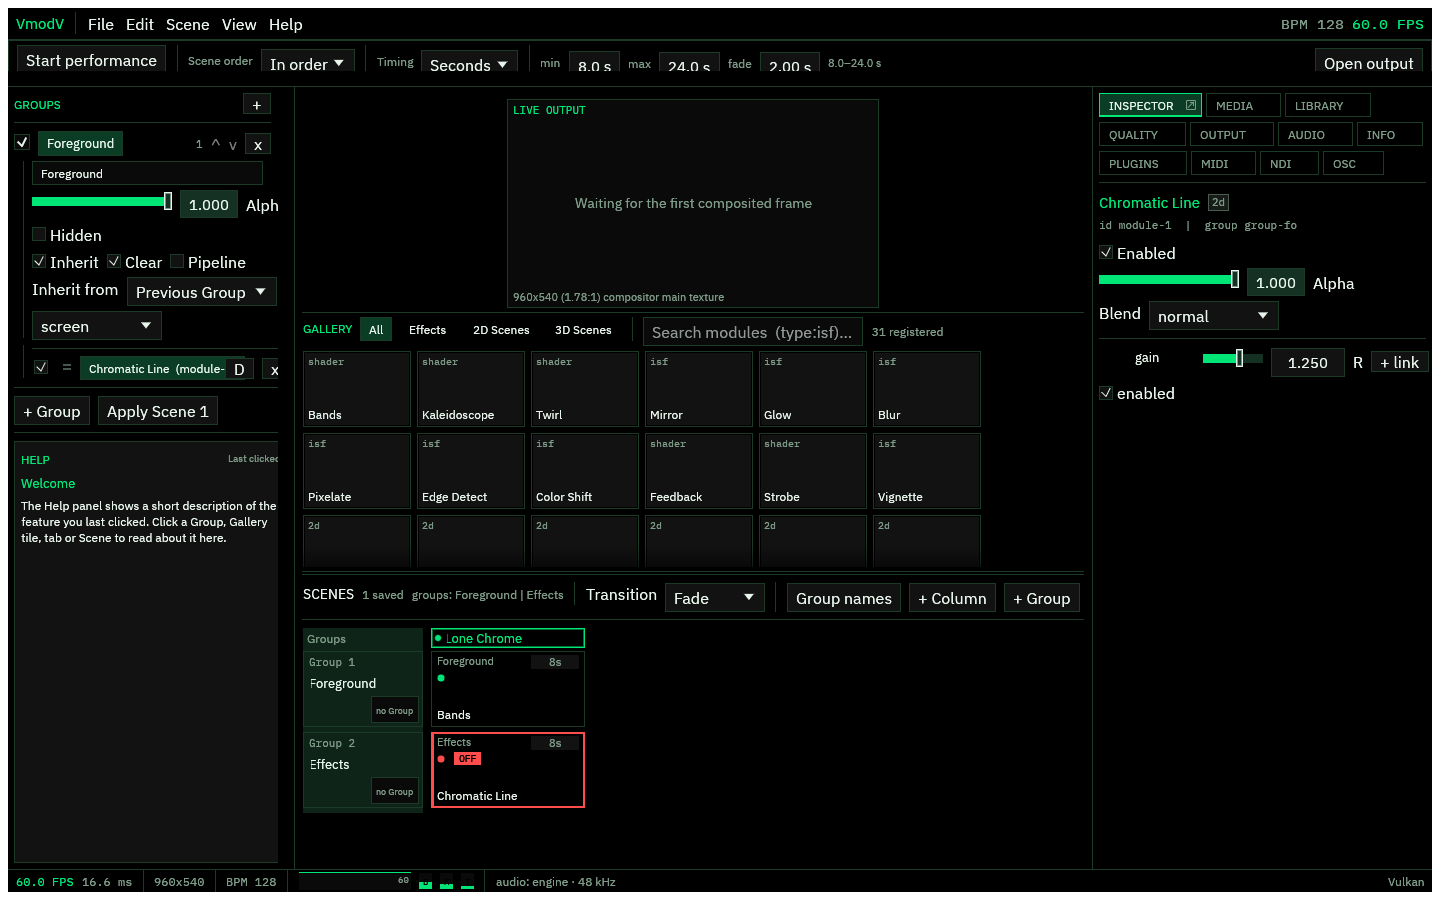 VmodV File Edit Scene View Help BPM 128 60.0 FPS
Start performance Scene order In order Timing Seconds min 8.0 s max 24.0 s fade 2.00 s 8.0–24.0 s Open output
GROUPS +
Foreground 1 ^ v x
Foreground
1.000 Alph
Hidden
Inherit Clear Pipeline
Inherit from Previous Group
screen
= Chromatic Line (module- D x
+ Group Apply Scene 1
HELP Last clicked
Welcome
The Help panel shows a short description of the
feature you last clicked. Click a Group, Gallery
tile, tab or Scene to read about it here.
LIVE OUTPUT
Waiting for the first composited frame
960x540 (1.78:1) compositor main texture
GALLERY All Effects 2D Scenes 3D Scenes Search modules (type:isf)... 31 registered
shader shader shader isf isf isf
Bands Kaleidoscope Twirl Mirror Glow Blur
isf isf isf shader shader isf
Pixelate Edge Detect Color Shift Feedback Strobe Vignette
2d 2d 2d 2d 2d 2d
SCENES 1 saved groups: Foreground | Effects Transition Fade Group names + Column + Group
Groups Lone Chrome
Group 1 Foreground 8s
Foreground
no Group Bands
Group 2 Effects 8s
Effects OFF
no Group Chromatic Line
INSPECTOR MEDIA LIBRARY
QUALITY OUTPUT AUDIO INFO
PLUGINS MIDI NDI OSC
Chromatic Line 2d
id module-1 | group group-fo
Enabled
1.000 Alpha
Blend normal
gain 1.250 R + link
enabled
60.0 FPS 16.6 ms 960x540 BPM 128 60 audio: engine · 48 kHz Vulkan